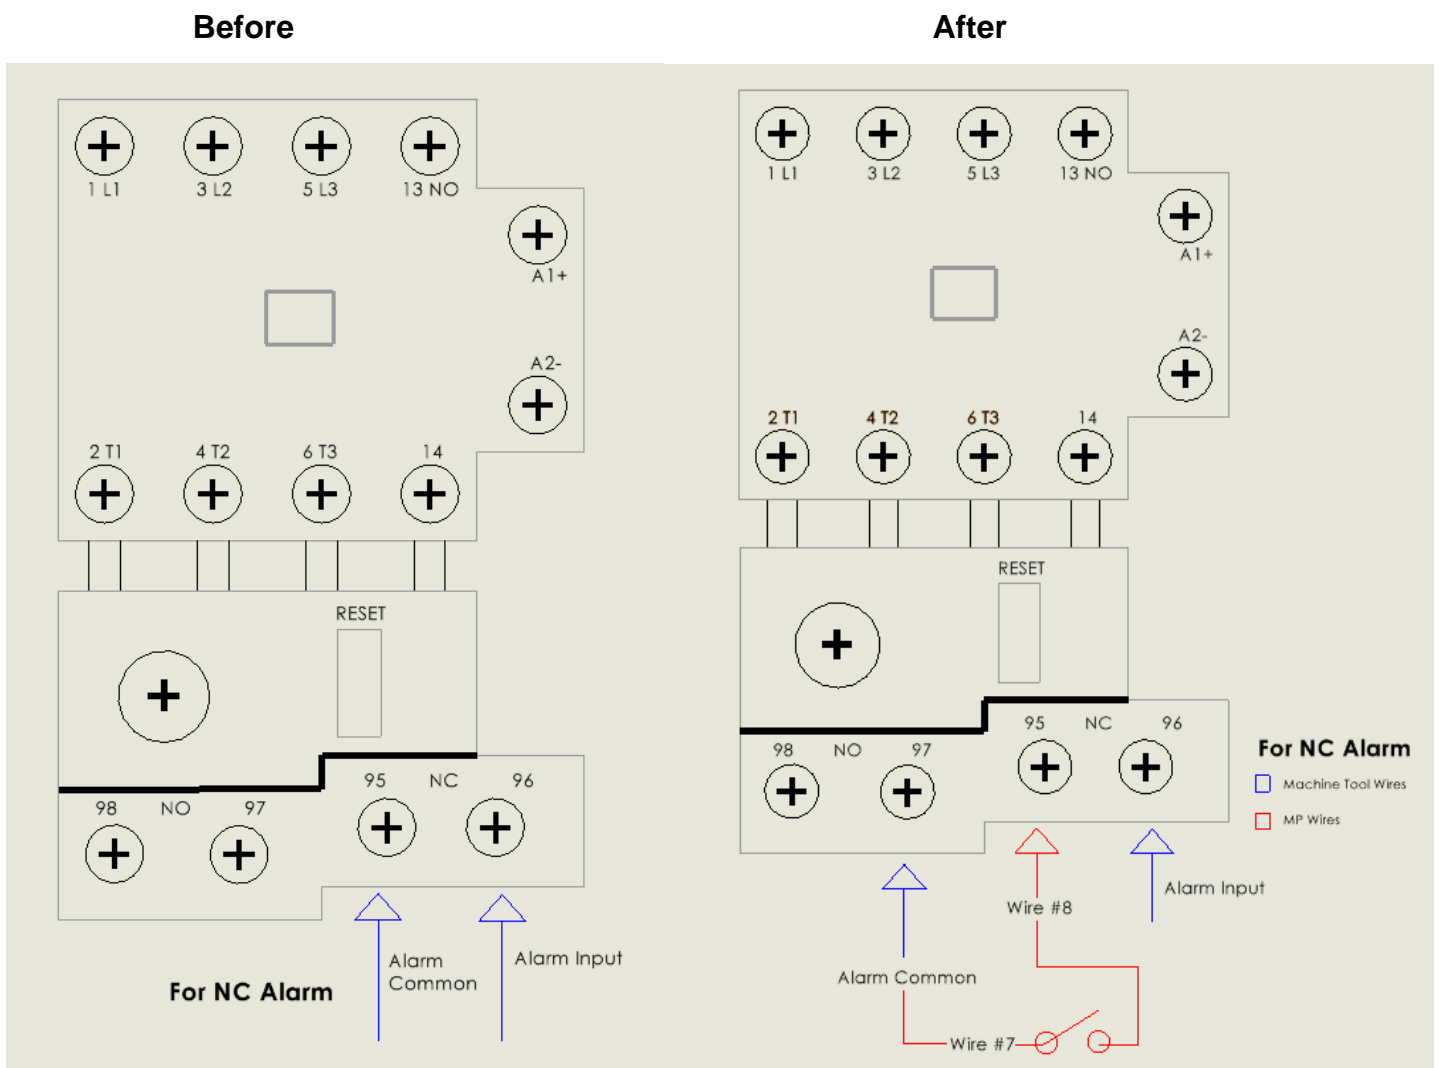 Before
1 L1
3 L2
5 L3
13 NO
A1+
A2-
2 T1
4 T2
6 T3
14
RESET
95
NC
96
98
NO
97
Alarm
Common
Alarm Input
For NC Alarm
After
1 L1
3 L2
5 L3
13 NO
A1+
A2-
2 T1
4 T2
6 T3
14
RESET
95
NC
96
98
NO
97
For NC Alarm
Machine Tool Wires
MP Wires
Alarm Input
Wire #8
Alarm Common
Wire #7